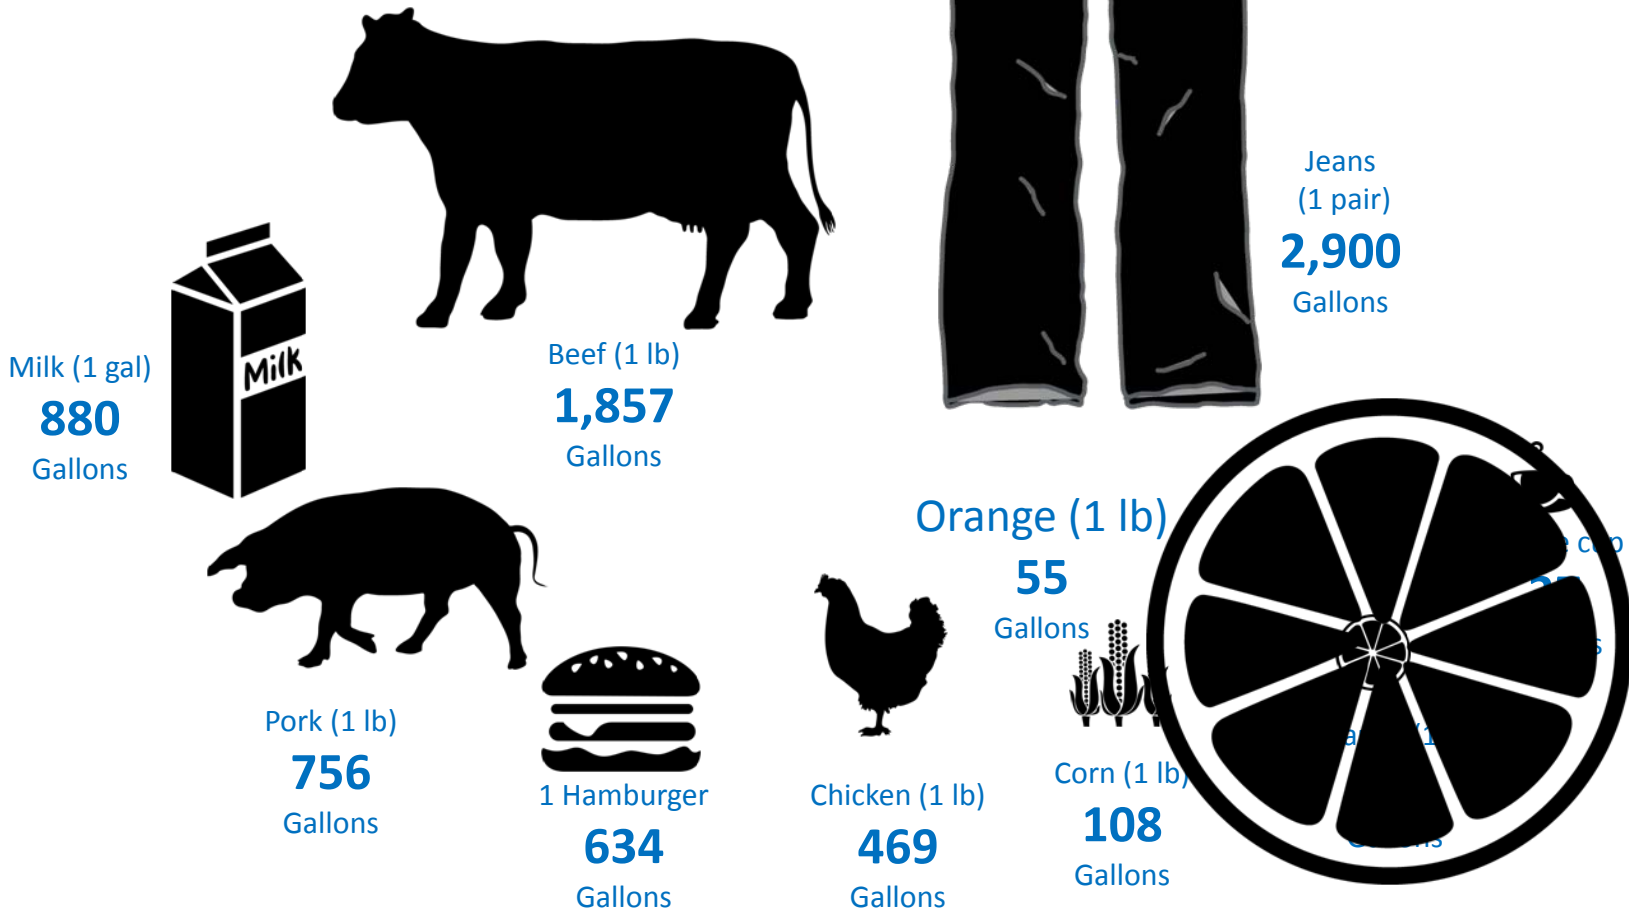 Jeans
(1 pair)
2,900
Gallons
Milk (1 gal)
880
Gallons
Milk
Beef (1 lb)
1,857
Gallons
Orange (1 lb)
55
Gallons
cup
Pork (1 lb)
756
Gallons
1 Hamburger
634
Gallons
Chicken (1 lb)
469
Gallons
Corn (1 lb)
108
Gallons